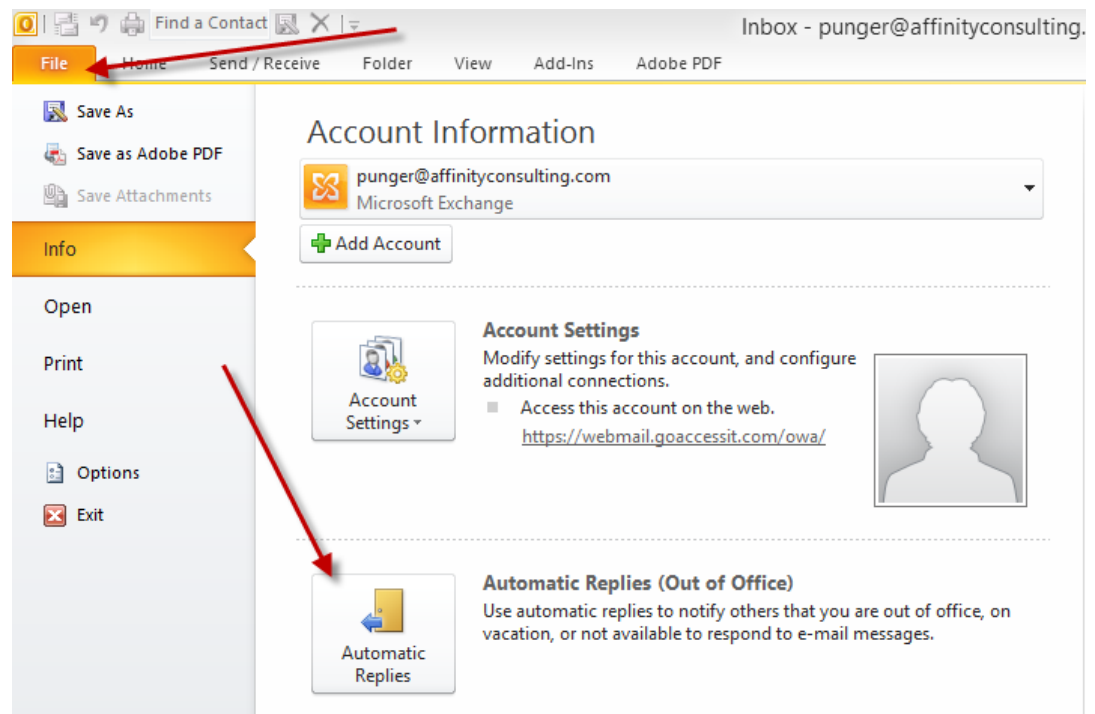 Find a Contact
Inbox - punger@affinityconsulting.
File Home Send / Receive Folder View Add-Ins Adobe PDF
Save As
Save as Adobe PDF
Save Attachments
Info
Open
Print
Help
Options
Exit
Account Information
punger@affinityconsulting.com
Microsoft Exchange
Add Account
Account
Settings
Account Settings
Modify settings for this account, and configure
additional connections.
Access this account on the web.
https://webmail.goaccessit.com/owa/
Automatic
Replies
Automatic Replies (Out of Office)
Use automatic replies to notify others that you are out of office, on
vacation, or not available to respond to e-mail messages.